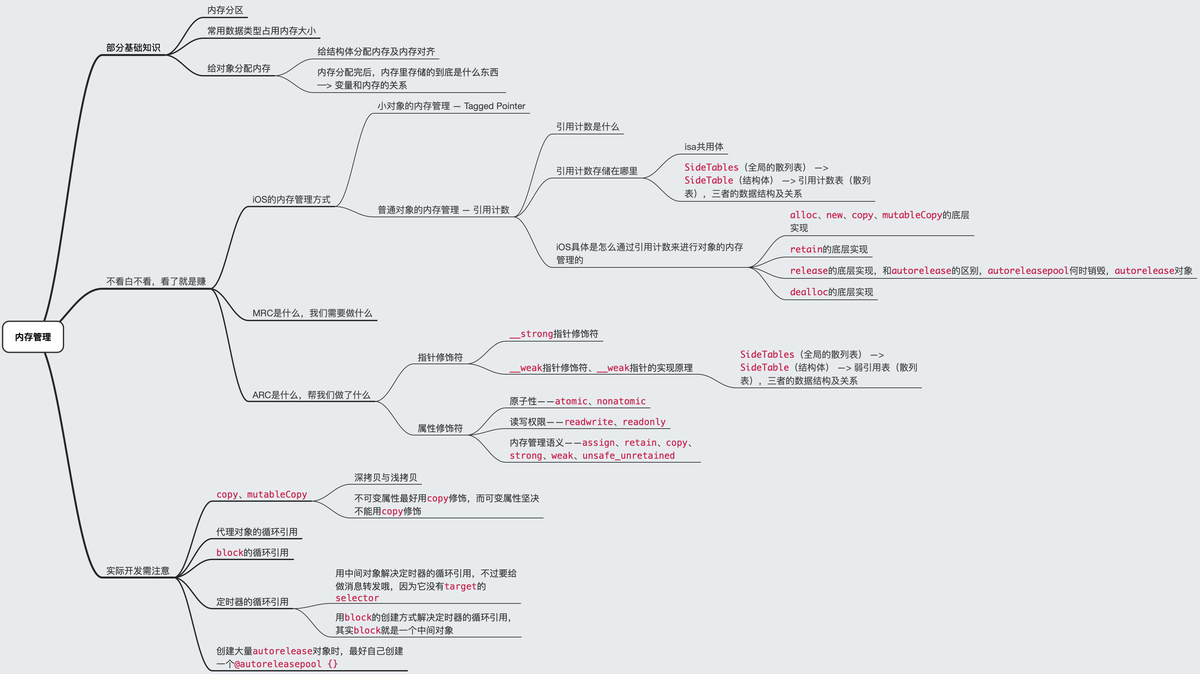 内存管理
部分基础知识
内存分区
常用数据类型占用内存大小
给对象分配内存
给结构体分配内存及内存对齐
内存分配完后，内存里存储的到底是什么东西
—> 变量和内存的关系
不看白不看，看了就是赚
iOS的内存管理方式
小对象的内存管理 — Tagged Pointer
普通对象的内存管理 — 引用计数
引用计数是什么
引用计数存储在哪里
isa共用体
SideTables（全局的散列表） —>
SideTable（结构体） —> 引用计数表（散列
表），三者的数据结构及关系
iOS具体是怎么通过引用计数来进行对象的内存
管理的
alloc、new、copy、mutableCopy的底层
实现
retain的底层实现
release的底层实现，和autorelease的区别，autoreleasepool何时销毁，autorelease对象
dealloc的底层实现
MRC是什么，我们需要做什么
ARC是什么，帮我们做了什么
指针修饰符
__strong指针修饰符
__weak指针修饰符、__weak指针的实现原理
SideTables（全局的散列表） —>
SideTable（结构体） —> 弱引用表（散列
表），三者的数据结构及关系
属性修饰符
原子性——atomic、nonatomic
读写权限——readwrite、readonly
内存管理语义——assign、retain、copy、
strong、weak、unsafe_unretained
实际开发需注意
copy、mutableCopy
深拷贝与浅拷贝
不可变属性最好用copy修饰，而可变属性坚决
不能用copy修饰
代理对象的循环引用
block的循环引用
定时器的循环引用
用中间对象解决定时器的循环引用，不过要给
做消息转发哦，因为它没有target的
selector
用block的创建方式解决定时器的循环引用，
其实block就是一个中间对象
创建大量autorelease对象时，最好自己创建
一个@autoreleasepool {}